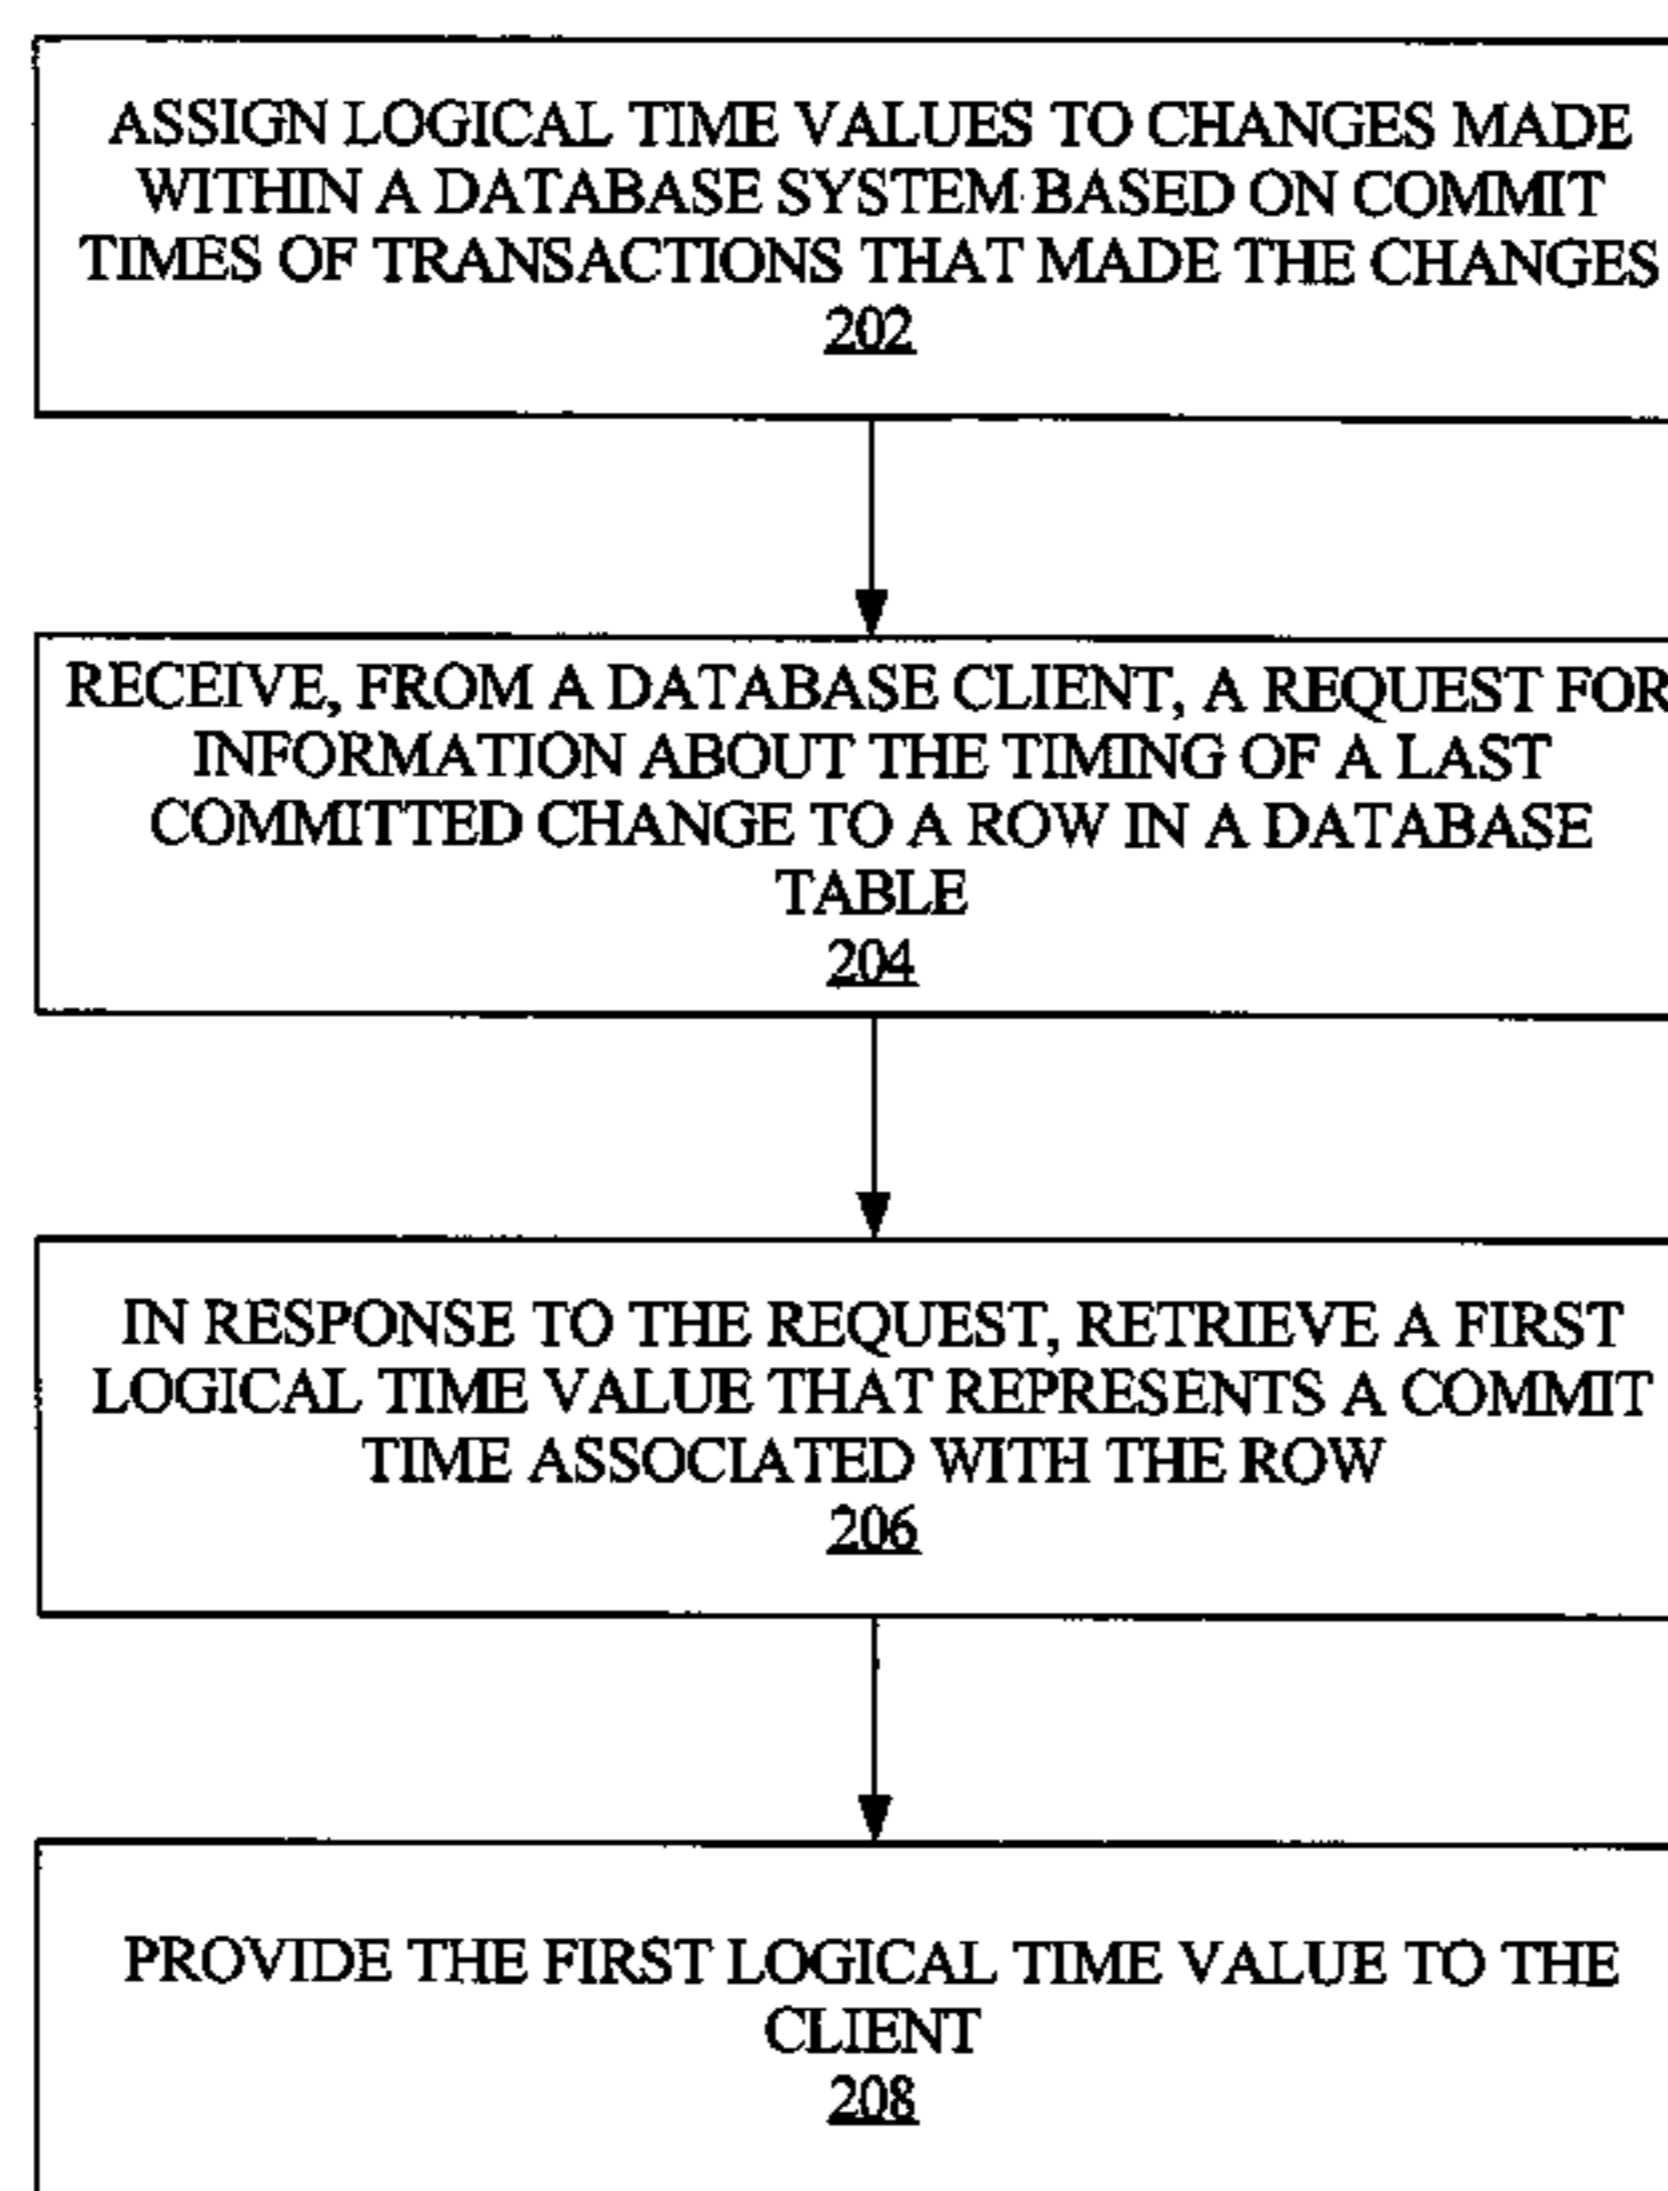 ASSIGN LOGICAL TIME VALUES TO CHANGES MADE
WITHIN A DATABASE SYSTEM BASED ON COMMIT
TIMES OF TRANSACTIONS THAT MADE THE CHANGES
202
RECEIVE, FROM A DATABASE CLIENT, A REQUEST FOR
INFORMATION ABOUT THE TIMING OF A LAST
COMMITTED CHANGE TO A ROW IN A DATABASE
TABLE
204
IN RESPONSE TO THE REQUEST, RETRIEVE A FIRST
LOGICAL TIME VALUE THAT REPRESENTS A COMMIT
TIME ASSOCIATED WITH THE ROW
206
PROVIDE THE FIRST LOGICAL TIME VALUE TO THE
CLIENT
208